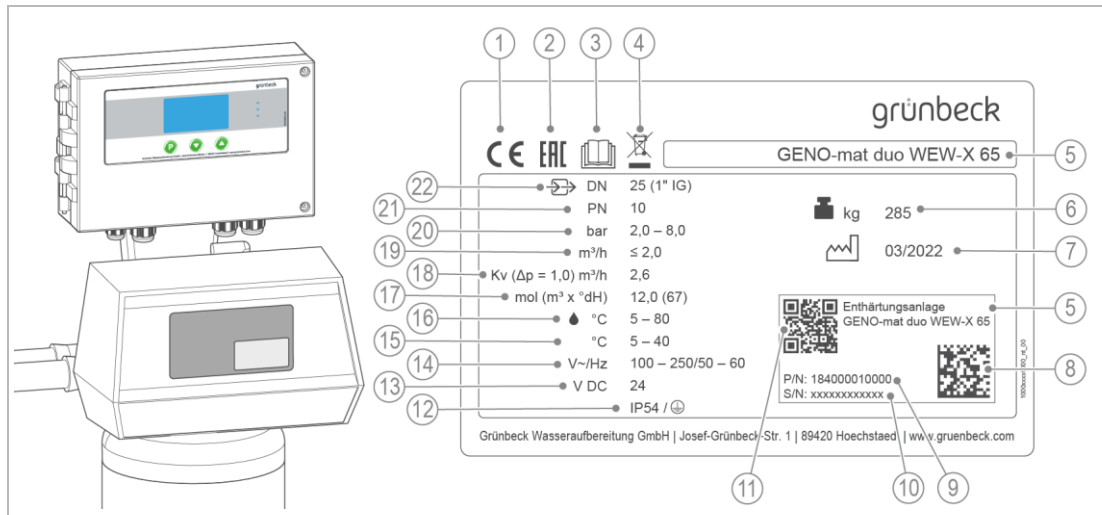 grünbeck
P
1
2
3
4
grünbeck
CE EAC
GENO-mat duo WEW-X 65
5
22
DN 25 (1" IG)
21
PN 10
20
bar 2,0 – 8,0
19
m³/h ≤ 2,0
18
Kv (Δp = 1,0) m³/h 2,6
17
mol (m³ x °dH) 12,0 (67)
16
°C 5 – 80
15
°C 5 – 40
14
V~/Hz 100 – 250/50 – 60
13
V DC 24
12
IP54 /
kg 285
6
03/2022
7
Enthärtungsanlage
GENO-mat duo WEW-X 65
5
8
P/N: 184000010000
S/N: xxxxxxxxxxxx
Grünbeck Wasseraufbereitung GmbH | Josef-Grünbeck-Str. 1 | 89420 Hoechstaedt | www.gruenbeck.com
11
10
9